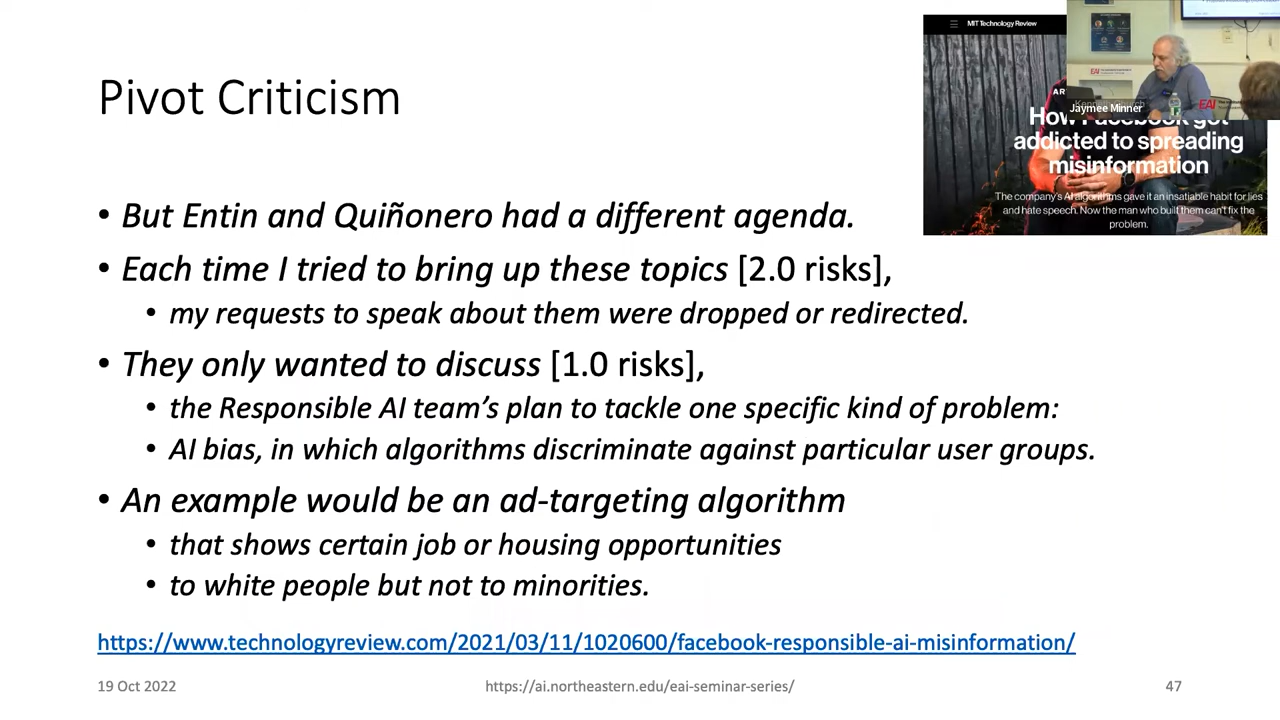 Pivot Criticism
MIT Technology Review
EAI
EAI
Jaymee Minner
How Facebook got
addicted to spreading
misinformation
The company's AI algorithms gave it an insatiable habit for lies
and hate speech. Now the man who built them can't fix the
problem.
• But Entin and Quiñonero had a different agenda.
• Each time I tried to bring up these topics [2.0 risks],
• my requests to speak about them were dropped or redirected.
• They only wanted to discuss [1.0 risks],
• the Responsible AI team's plan to tackle one specific kind of problem:
• AI bias, in which algorithms discriminate against particular user groups.
• An example would be an ad-targeting algorithm
• that shows certain job or housing opportunities
• to white people but not to minorities.
https://www.technologyreview.com/2021/03/11/1020600/facebook-responsible-ai-misinformation/
19 Oct 2022
https://ai.northeastern.edu/eai-seminar-series/
47